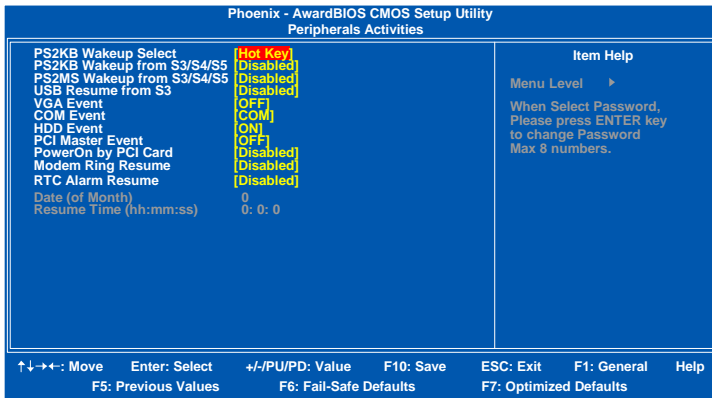 Phoenix - AwardBIOS CMOS Setup Utility
Peripherals Activities
PS2KB Wakeup Select [Hot Key]
PS2KB Wakeup from S3/S4/S5 [Disabled]
PS2MS Wakeup from S3/S4/S5 [Disabled]
USB Resume from S3 [Disabled]
VGA Event [OFF]
COM Event [COM]
HDD Event [ON]
PCI Master Event [OFF]
PowerOn by PCI Card [Disabled]
Modem Ring Resume [Disabled]
RTC Alarm Resume [Disabled]
Date (of Month) 0
Resume Time (hh:mm:ss) 0: 0: 0
Item Help
Menu Level
When Select Password,
Please press ENTER key
to change Password
Max 8 numbers.
↑↓→←: Move Enter: Select +/-/PU/PD: Value F10: Save ESC: Exit F1: General Help
F5: Previous Values F6: Fail-Safe Defaults F7: Optimized Defaults